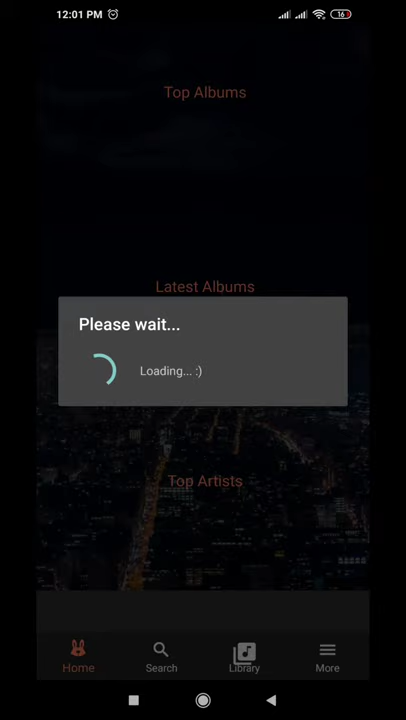 12:01 PM
16
Top Albums
Latest Albums
Please wait...
Loading... :)
Top Artists
Home
Search
Library
More